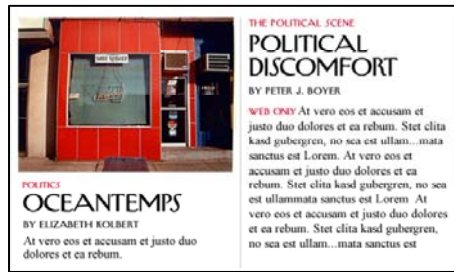 POLITICS
OCEANTEMPS
BY ELIZABETH KOLBERT
At vero eos et accusam et justo duo
dolores et ea rebum.
THE POLITICAL SCENE
POLITICAL
DISCOMFORT
BY PETER J. BOYER
WEB ONLY At vero eos et accusam et
justo duo dolores et ea rebum. Stet clita
kasd gubergren, no sea est ullam...mata
sanctus est Lorem. At vero eos et
accusam et justo duo dolores et ea
rebum. Stet clita kasd gubergren, no sea
est ullammata sanctus est Lorem At
vero eos et accusam et justo duo dolores
et ea rebum. Stet clita kasd gubergren,
no sea est ullam...mata sanctus est